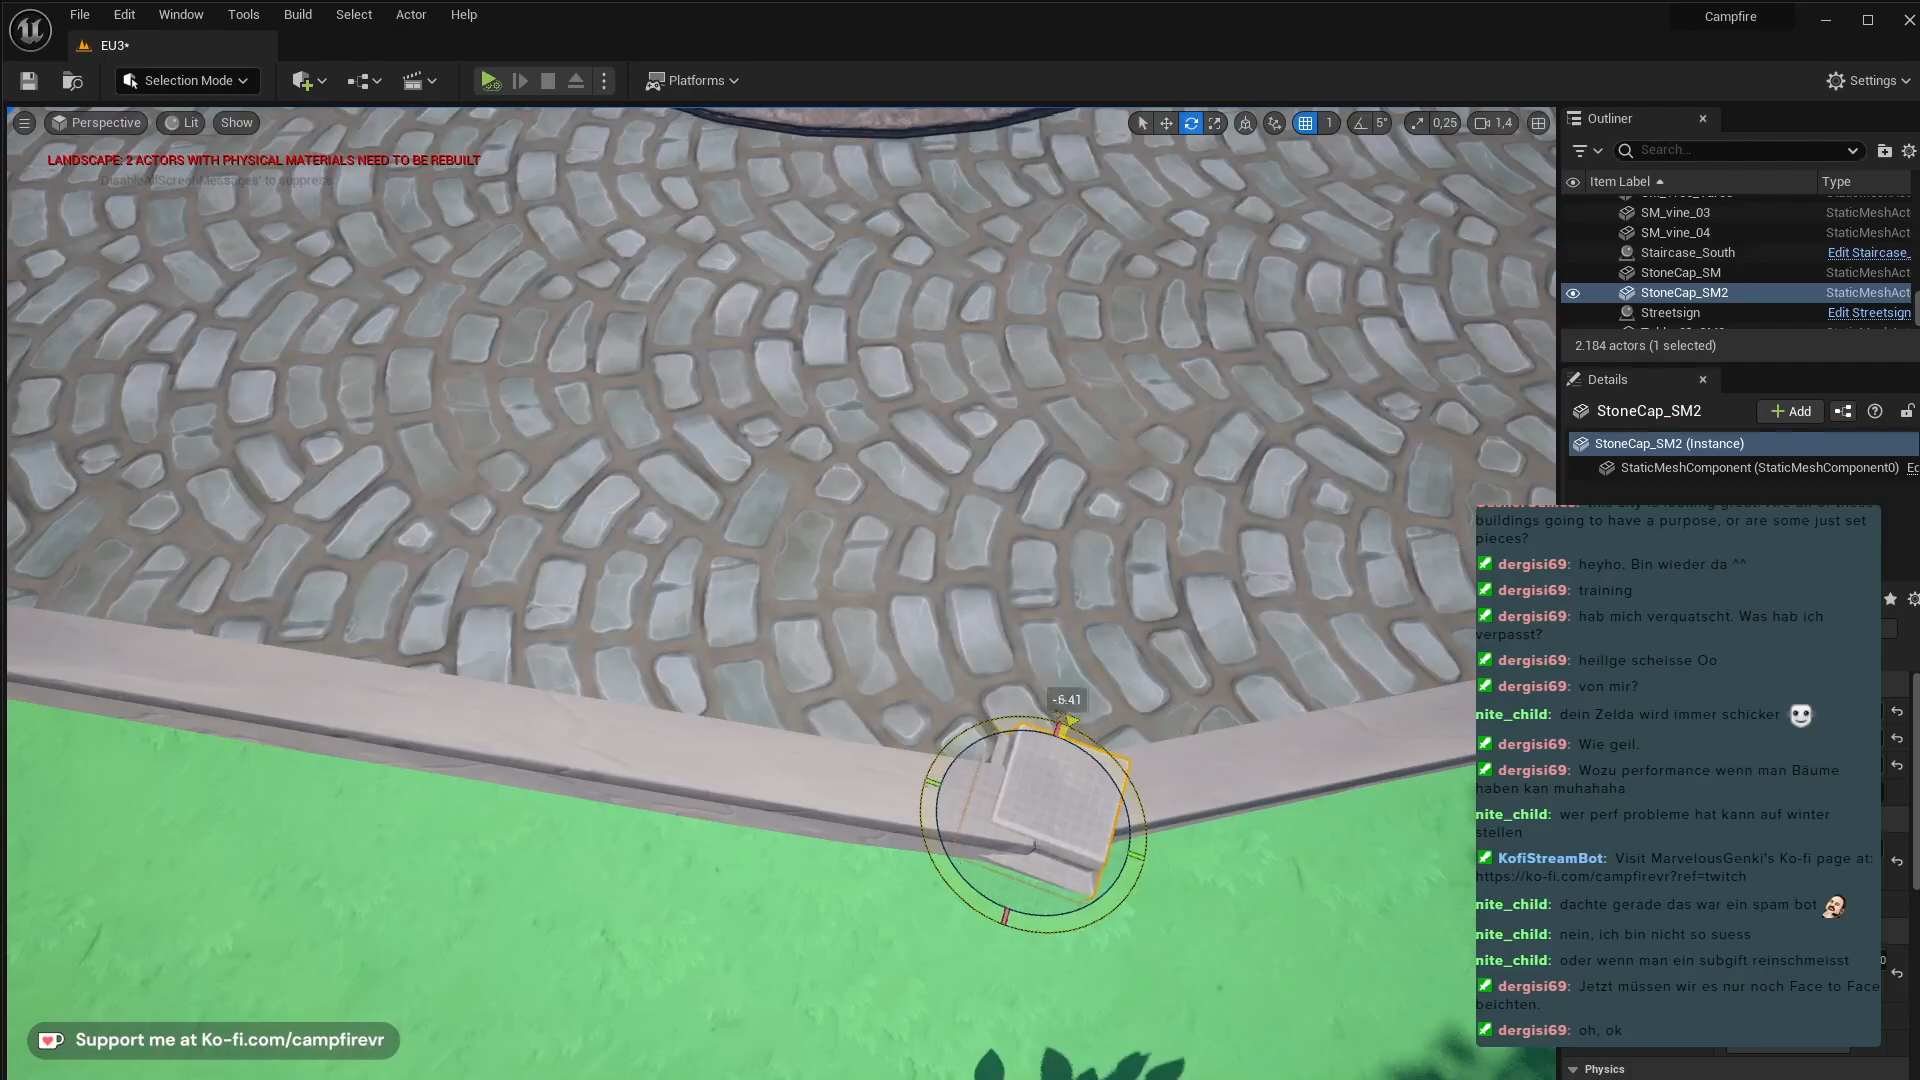 File Edit Window Tools Build Select Actor Help
Campfire
EU3*
Selection Mode
Platforms
Settings
Perspective Lit Show
1 5° 0,25 1,4
LANDSCAPE: 2 ACTORS WITH PHYSICAL MATERIALS NEED TO BE REBUILT
DisableAllScreenMessages' to suppress
Outliner
Search...
Item Label Type
SM_vine_03 StaticMeshAct
SM_vine_04 StaticMeshAct
Staircase_South Edit Staircase_
StoneCap_SM StaticMeshAct
StoneCap_SM2 StaticMeshAct
Streetsign Edit Streetsign
2.184 actors (1 selected)
Details
StoneCap_SM2 Add
StoneCap_SM2 (Instance)
StaticMeshComponent (StaticMeshComponent0)
buildings going to have a purpose, or are some just set
pieces?
dergisi69: heyho. Bin wieder da ^^
dergisi69: training
dergisi69: hab mich verquatscht. Was hab ich
verpasst?
dergisi69: heilige scheisse Oo
dergisi69: von mir?
nite_child: dein Zelda wird immer schicker
dergisi69: Wie geil.
dergisi69: Wozu performance wenn man Bäume
haben kan muhahaha
nite_child: wer perf probleme hat kann auf winter
stellen
KofiStreamBot: Visit MarvelousGenki's Ko-fi page at:
https://ko-fi.com/campfirevr?ref=twitch
nite_child: dachte gerade das war ein spam bot
nite_child: nein, ich bin nicht so suess
nite_child: oder wenn man ein subgift reinschmeisst
dergisi69: Jetzt müssen wir es nur noch Face to Face
beichten.
dergisi69: oh, ok
Support me at Ko-fi.com/campfirevr
Physics